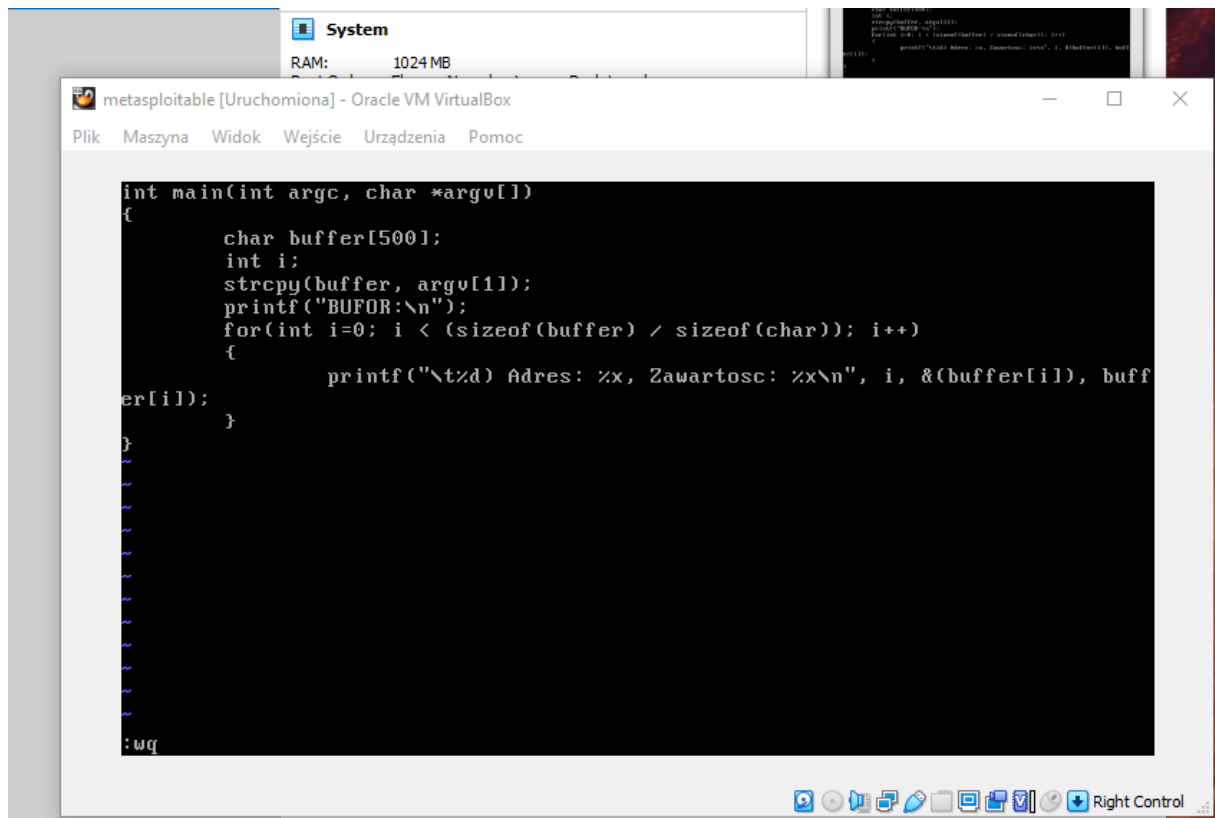 System
RAM: 1024 MB
metasploitable [Uruchomiona] - Oracle VM VirtualBox
Plik Maszyna Widok Wejście Urządzenia Pomoc
int main(int argc, char *argv[])
{
char buffer[500];
int i;
strcpy(buffer, argv[1]);
printf("BUFOR:\n");
for(int i=0; i < (sizeof(buffer) / sizeof(char)); i++)
{
printf("\t%d) Adres: %x, Zawartosc: %x\n", i, &(buffer[i]), buff
er[i]);
}
}
~
~
~
~
~
~
~
~
~
~
~
~
:wq
Right Control